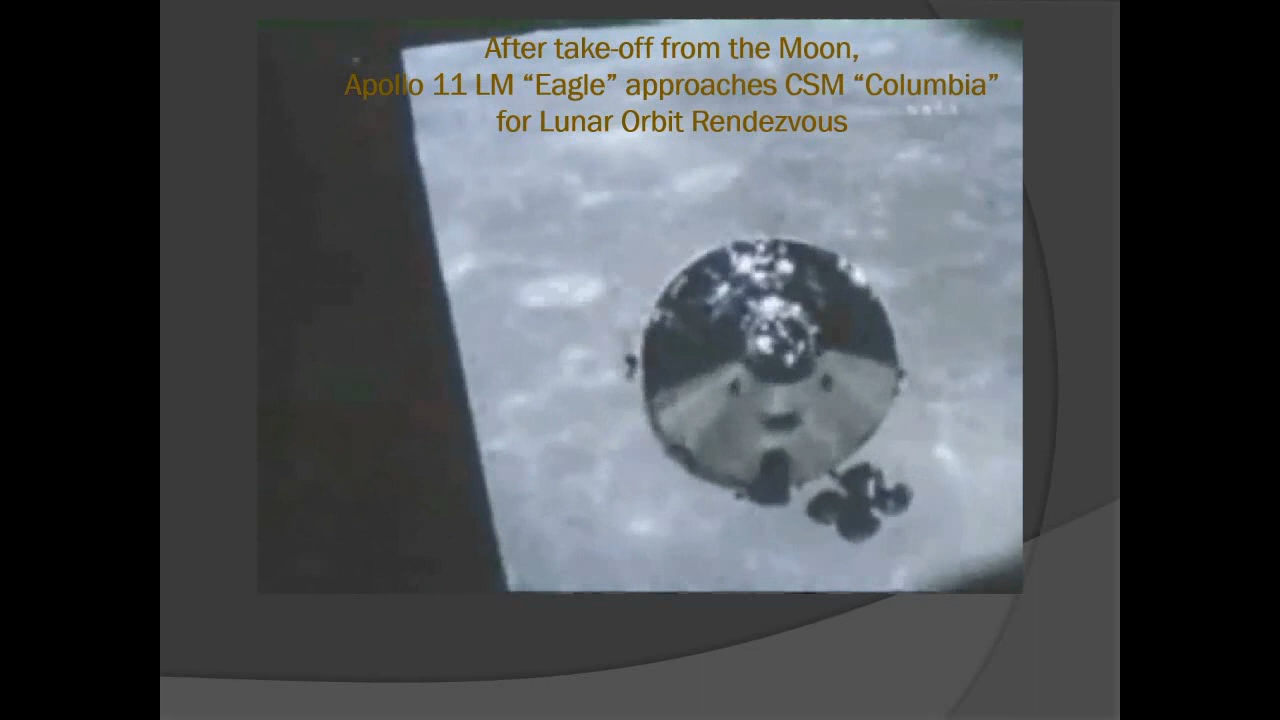 After take-off from the Moon,
Apollo 11 LM “Eagle” approaches CSM “Columbia”
for Lunar Orbit Rendezvous